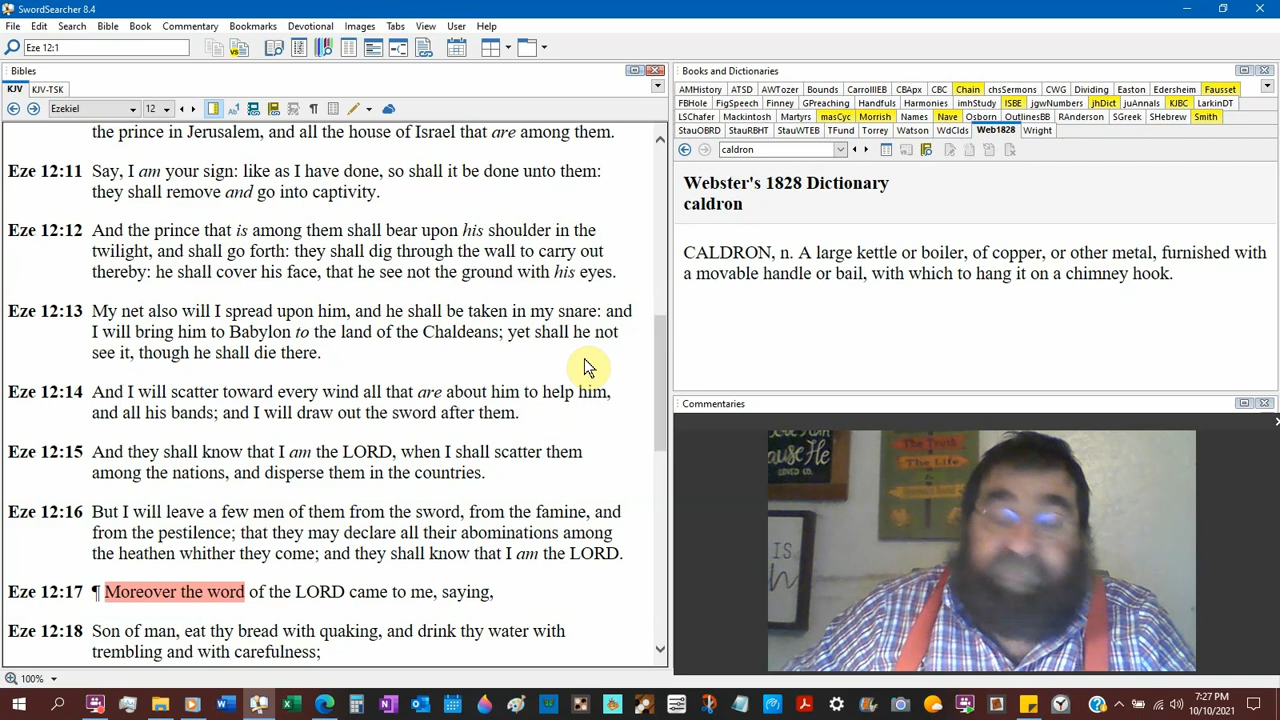 SwordSearcher 8.4
File Edit Search Bible Book Commentary Bookmarks Devotional Images Tabs View User Help
Eze 12:1
Bibles
KJV KJV-TSK
Ezekiel 12
the prince in Jerusalem, and all the house of Israel that are among them.
Eze 12:11 Say, I am your sign: like as I have done, so shall it be done unto them:
they shall remove and go into captivity.
Eze 12:12 And the prince that is among them shall bear upon his shoulder in the
twilight, and shall go forth: they shall dig through the wall to carry out
thereby: he shall cover his face, that he see not the ground with his eyes.
Eze 12:13 My net also will I spread upon him, and he shall be taken in my snare: and
I will bring him to Babylon to the land of the Chaldeans; yet shall he not
see it, though he shall die there.
Eze 12:14 And I will scatter toward every wind all that are about him to help him,
and all his bands; and I will draw out the sword after them.
Eze 12:15 And they shall know that I am the LORD, when I shall scatter them
among the nations, and disperse them in the countries.
Eze 12:16 But I will leave a few men of them from the sword, from the famine, and
from the pestilence; that they may declare all their abominations among
the heathen whither they come; and they shall know that I am the LORD.
Eze 12:17 ¶ Moreover the word of the LORD came to me, saying,
Eze 12:18 Son of man, eat thy bread with quaking, and drink thy water with
trembling and with carefulness;
100%
Books and Dictionaries
AMHistory ATSD AWTozer Bounds CarrollEIB CBApx CBC Chain chsSermons CWG Dividing Easton Edersheim Fausset
FBHole FigSpeech Finney GPreaching Handfuls Harmonies imhStudy ISBE jgwNumbers jhDict juAnnals KJBC LarkinDT
LSChafer Mackintosh Martyrs masCyc Morrish Names Nave Osborn OutlinesBB RAnderson SGreek SHebrew Smith
StauOBRD StauRBHT StauWTEB TFund Torrey Watson WdClds Web1828 Wright
caldron
Webster's 1828 Dictionary
caldron
CALDRON, n. A large kettle or boiler, of copper, or other metal, furnished with
a movable handle or bail, with which to hang it on a chimney hook.
Commentaries
cause He
LOVED
The Truth
The Life
IS
7:27 PM
10/10/2021